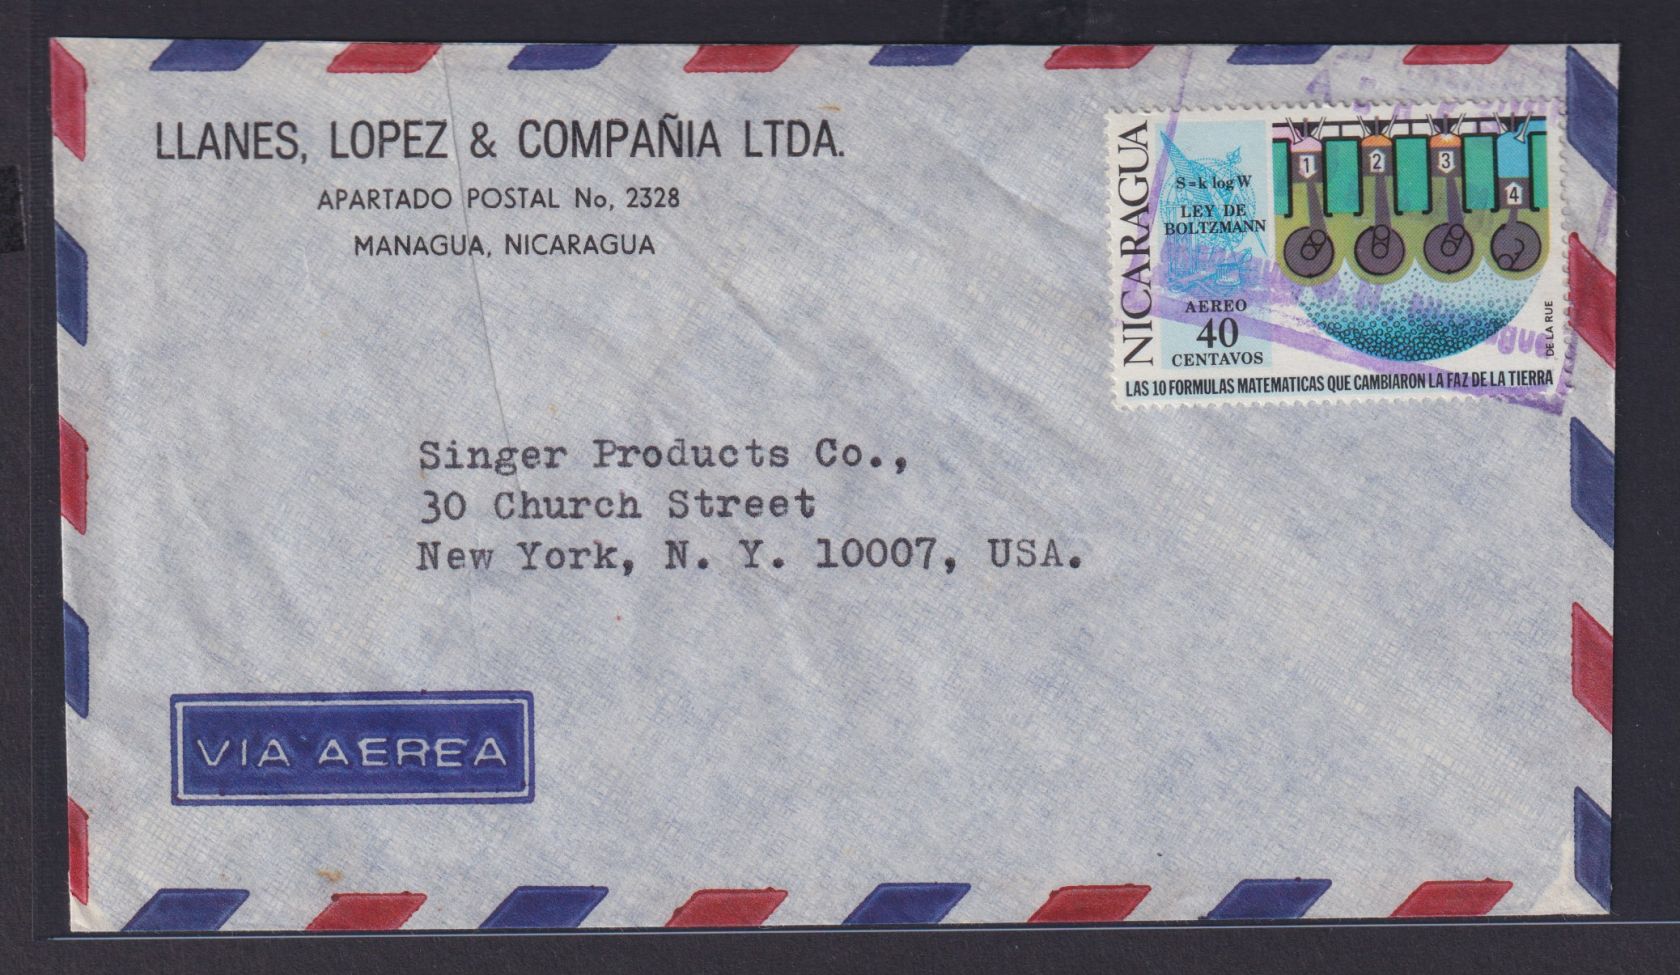 LLANES, LOPEZ & COMPAÑIA LTDA.
APARTADO POSTAL No, 2328
MANAGUA, NICARAGUA
NICARAGUA
S=k log W
LEY DE
BOLTZMANN
AEREO
40
CENTAVOS
1 2 3 4
DE LA RUE
LAS 10 FORMULAS MATEMATICAS QUE CAMBIARON LA FAZ DE LA TIERRA
Singer Products Co.,
30 Church Street
New York, N. Y. 10007, USA.
VIA AEREA